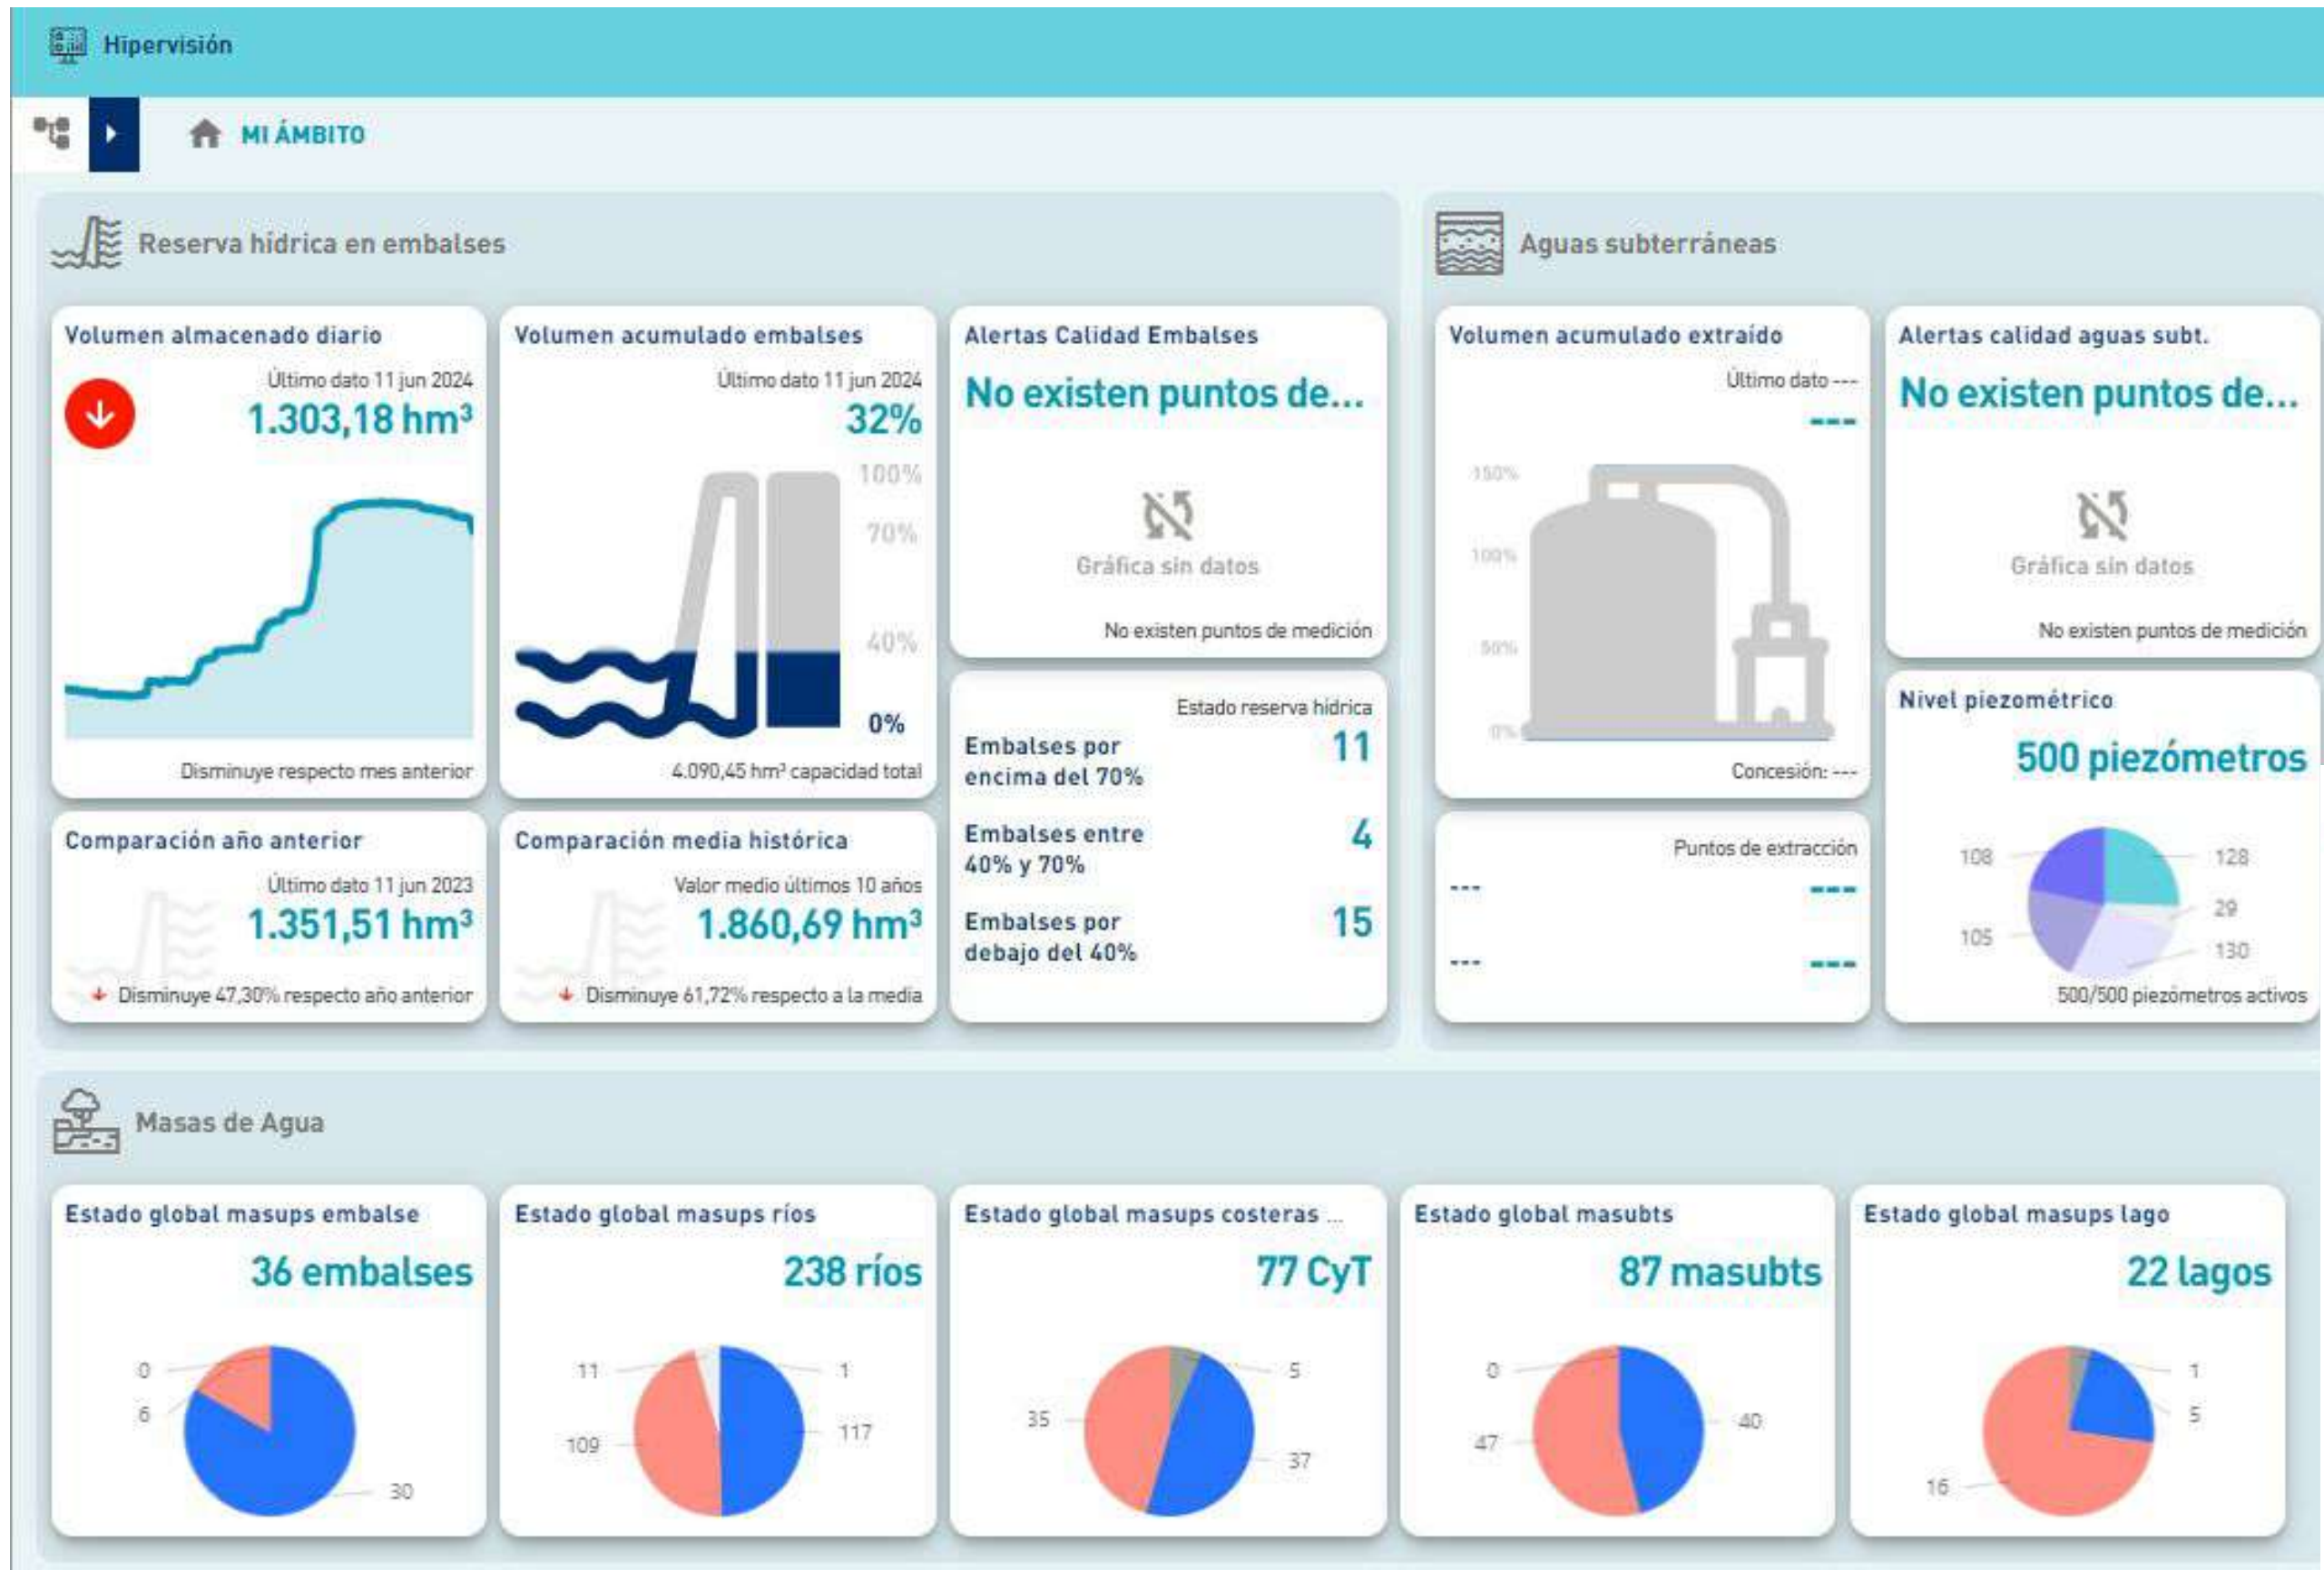 Hipervisión
MI ÁMBITO
Reserva hídrica en embalses
Volumen almacenado diario
Último dato 11 jun 2024
1.303,18 hm³
Disminuye respecto mes anterior
Volumen acumulado embalses
Último dato 11 jun 2024
32%
100%
70%
40%
0%
4.090,45 hm³ capacidad total
Alertas Calidad Embalses
No existen puntos de...
Gráfica sin datos
No existen puntos de medición
Comparación año anterior
Último dato 11 jun 2023
1.351,51 hm³
Disminuye 47,30% respecto año anterior
Comparación media histórica
Valor medio últimos 10 años
1.860,69 hm³
Disminuye 61,72% respecto a la media
Estado reserva hídrica
Embalses por
encima del 70%
11
Embalses entre
40% y 70%
4
Embalses por
debajo del 40%
15
Aguas subterráneas
Volumen acumulado extraído
Último dato ---
---
150%
100%
50%
0%
Concesión: ---
Puntos de extracción
--- ---
--- ---
Alertas calidad aguas subt.
No existen puntos de...
Gráfica sin datos
No existen puntos de medición
Nivel piezométrico
500 piezómetros
108
128
29
105
130
500/500 piezómetros activos
Masas de Agua
Estado global masups embalse
36 embalses
0
6
30
Estado global masups ríos
238 ríos
11
1
117
109
Estado global masups costeras ...
77 CyT
5
35
37
Estado global masubts
87 masubts
0
40
47
Estado global masups lago
22 lagos
1
5
16